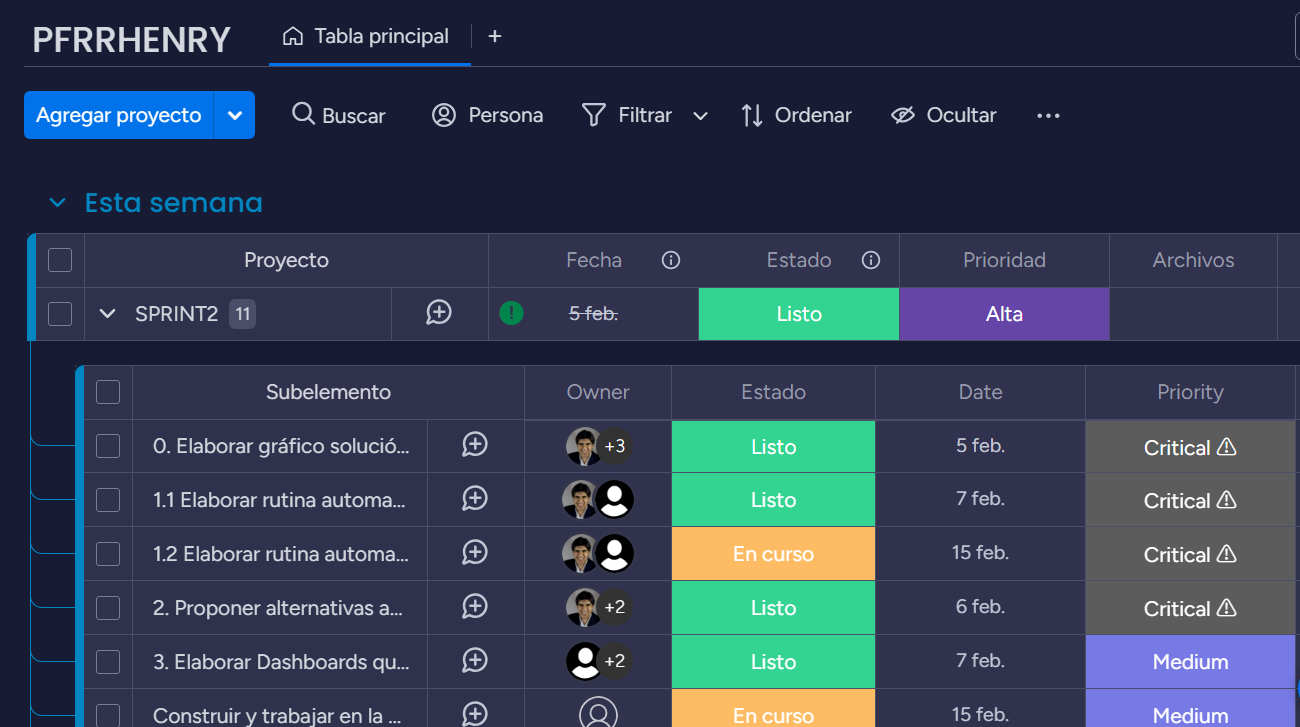 PFRRHENRY Tabla principal +
Agregar proyecto Buscar Persona Filtrar Ordenar Ocultar ...
Esta semana
Proyecto Fecha Estado Prioridad Archivos
SPRINT2 11 5 feb. Listo Alta
Subelemento Owner Estado Date Priority
0. Elaborar gráfico solució... +3 Listo 5 feb. Critical
1.1 Elaborar rutina automa... Listo 7 feb. Critical
1.2 Elaborar rutina automa... En curso 15 feb. Critical
2. Proponer alternativas a... +2 Listo 6 feb. Critical
3. Elaborar Dashboards qu... +2 Listo 7 feb. Medium
Construir y trabajar en la ... En curso 15 feb. Medium